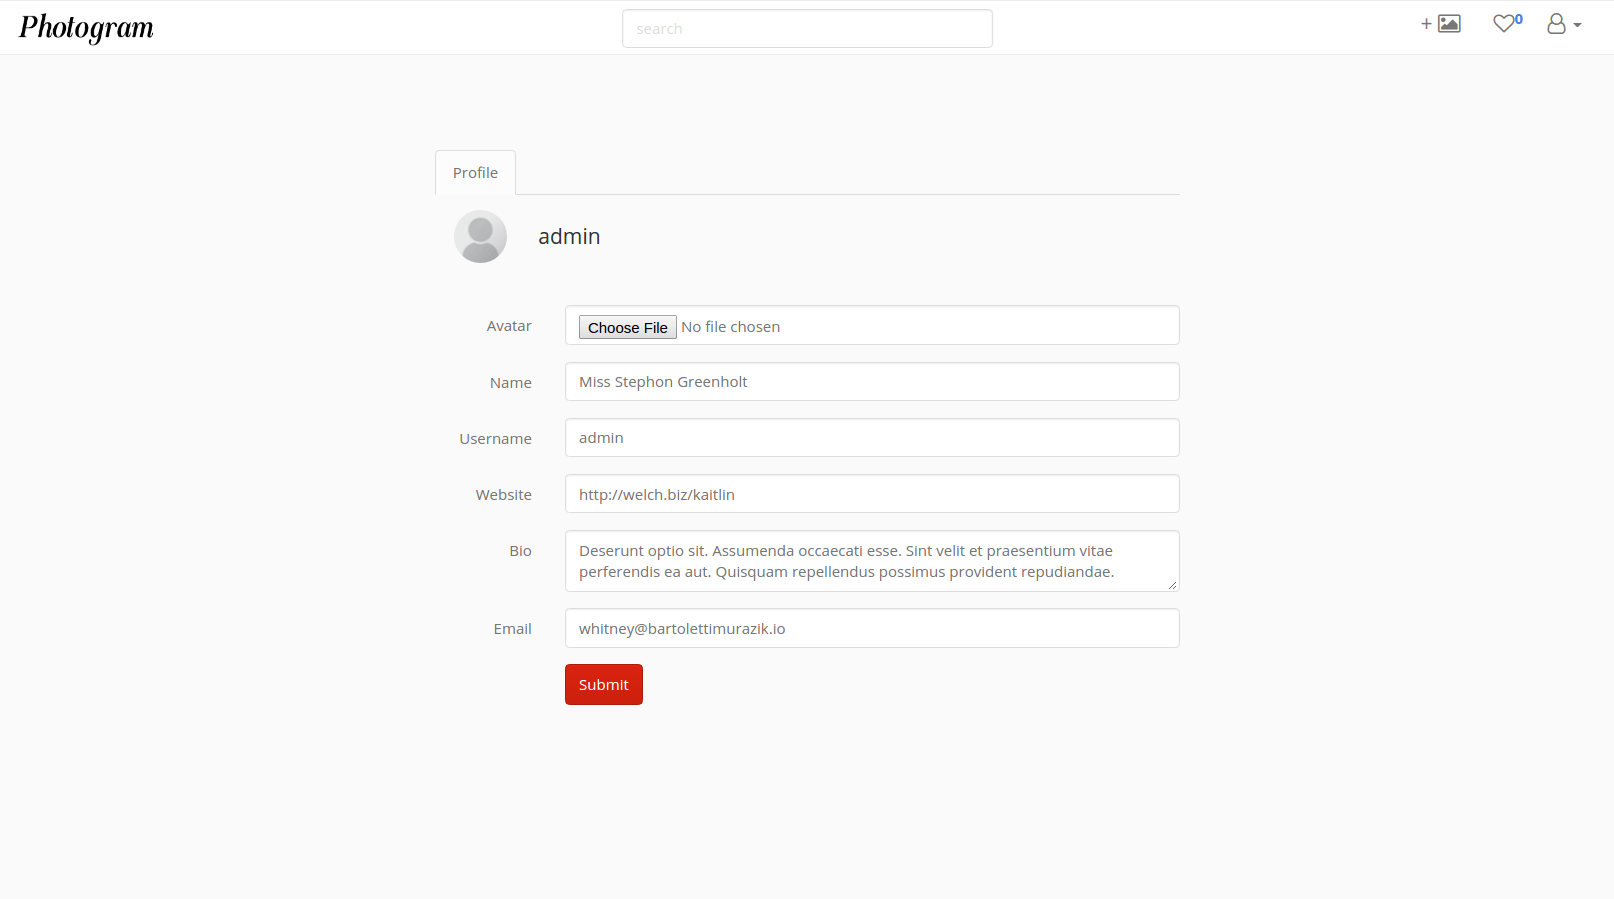 Photogram
search
+
0
Profile
admin
Avatar
Choose File No file chosen
Name
Miss Stephon Greenholt
Username
admin
Website
http://welch.biz/kaitlin
Bio
Deserunt optio sit. Assumenda occaecati esse. Sint velit et praesentium vitae
perferendis ea aut. Quisquam repellendus possimus provident repudiandae.
Email
whitney@bartolettimurazik.io
Submit